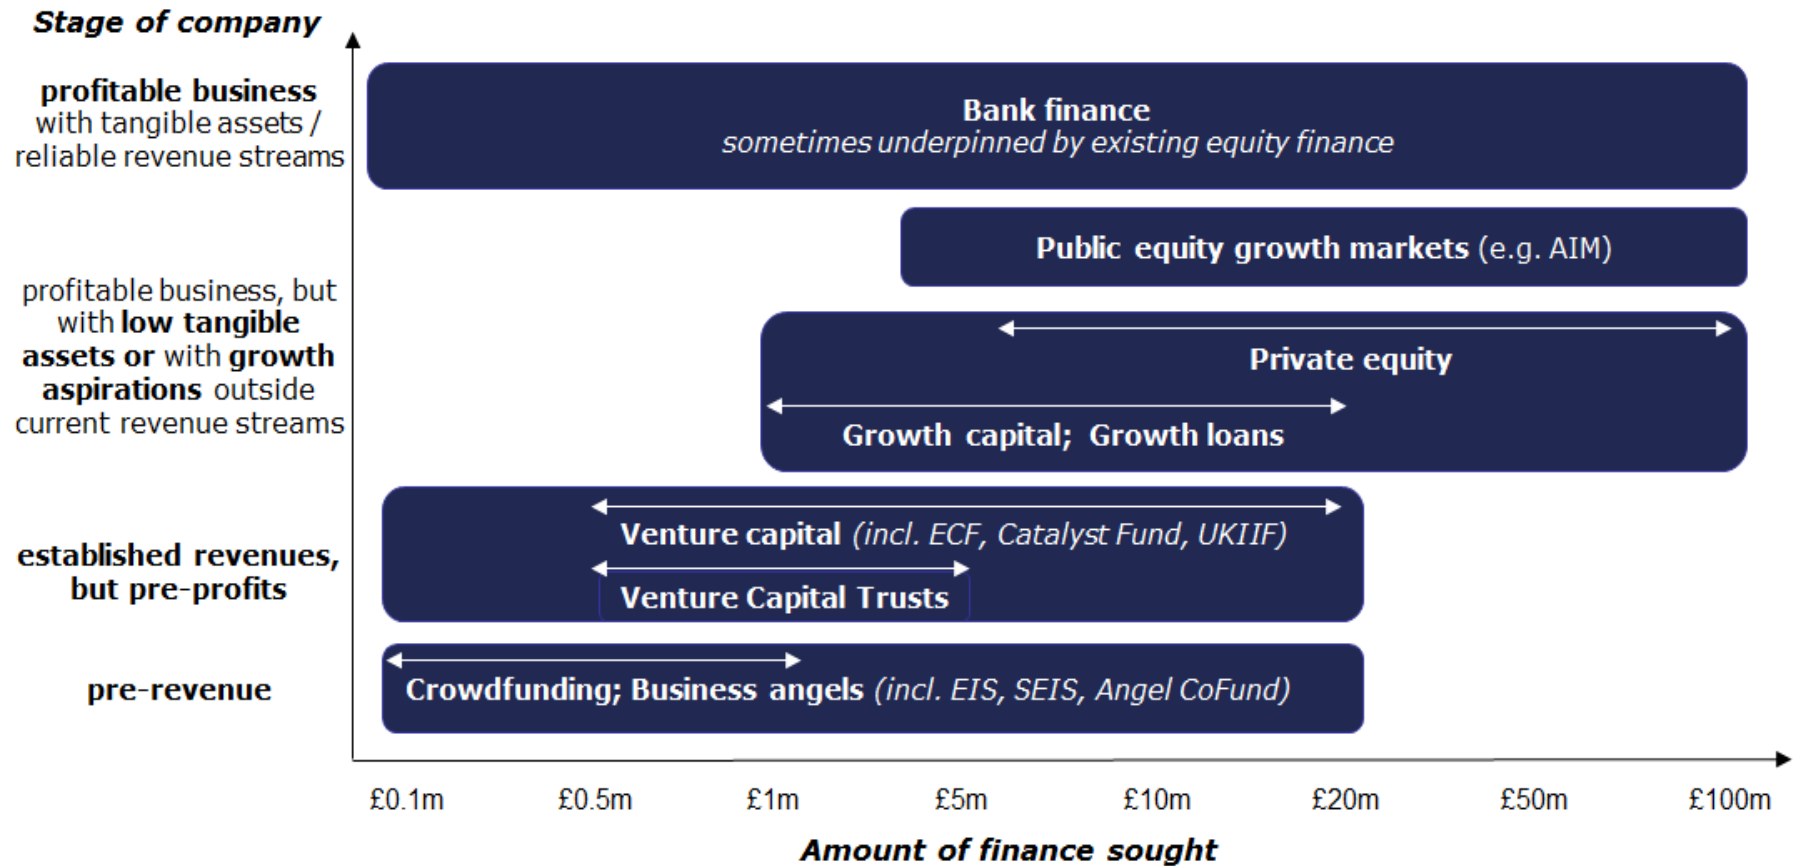 Stage of company
profitable business
with tangible assets /
reliable revenue streams
Bank finance
sometimes underpinned by existing equity finance
Public equity growth markets (e.g. AIM)
profitable business, but
with low tangible
assets or with growth
aspirations outside
current revenue streams
Private equity
Growth capital; Growth loans
established revenues,
but pre-profits
Venture capital (incl. ECF, Catalyst Fund, UKIIF)
Venture Capital Trusts
pre-revenue
Crowdfunding; Business angels (incl. EIS, SEIS, Angel CoFund)
£0.1m £0.5m £1m £5m £10m £20m £50m £100m
Amount of finance sought